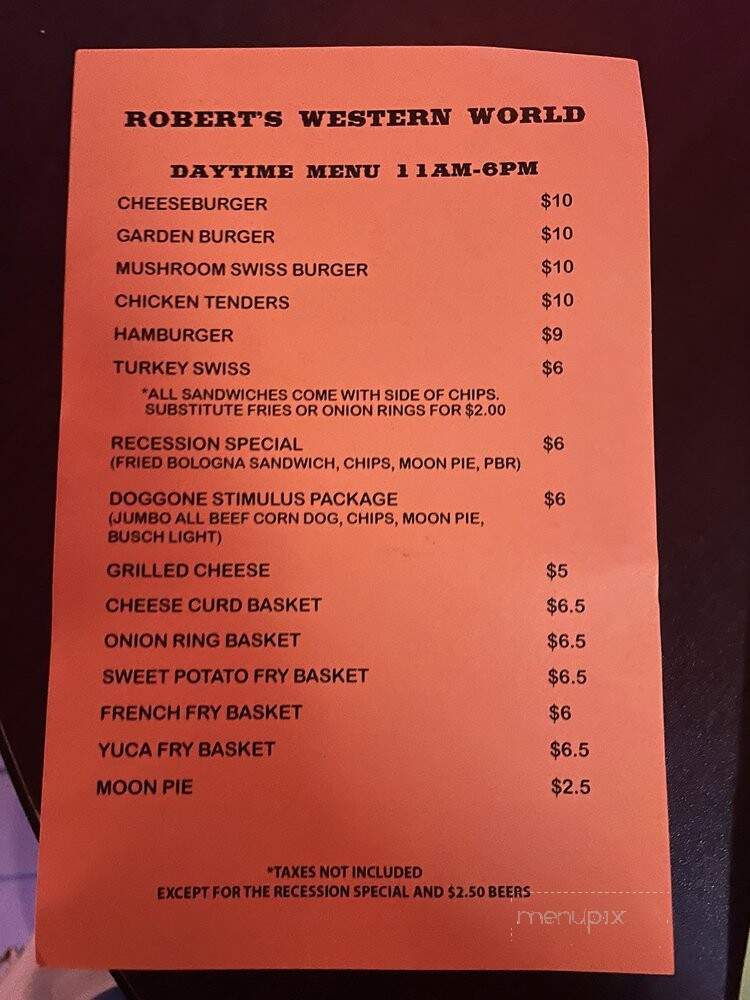 ROBERT'S WESTERN WORLD
DAYTIME MENU 11AM-6PM
CHEESEBURGER $10
GARDEN BURGER $10
MUSHROOM SWISS BURGER $10
CHICKEN TENDERS $10
HAMBURGER $9
TURKEY SWISS $6
*ALL SANDWICHES COME WITH SIDE OF CHIPS.
SUBSTITUTE FRIES OR ONION RINGS FOR $2.00
RECESSION SPECIAL $6
(FRIED BOLOGNA SANDWICH, CHIPS, MOON PIE, PBR)
DOGGONE STIMULUS PACKAGE $6
(JUMBO ALL BEEF CORN DOG, CHIPS, MOON PIE,
BUSCH LIGHT)
GRILLED CHEESE $5
CHEESE CURD BASKET $6.5
ONION RING BASKET $6.5
SWEET POTATO FRY BASKET $6.5
FRENCH FRY BASKET $6
YUCA FRY BASKET $6.5
MOON PIE $2.5
*TAXES NOT INCLUDED
EXCEPT FOR THE RECESSION SPECIAL AND $2.50 BEERS
menupix